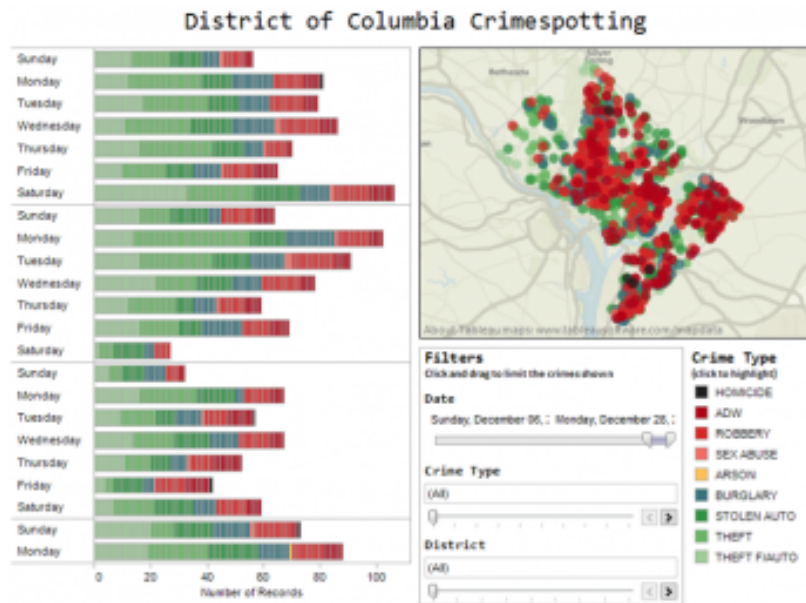 District of Columbia Crimespotting
Sunday
Monday
Tuesday
Wednesday
Thursday
Friday
Saturday
Sunday
Monday
Tuesday
Wednesday
Thursday
Friday
Saturday
Sunday
Monday
Tuesday
Wednesday
Thursday
Friday
Saturday
Sunday
Monday
0 20 40 60 80 100
Number of Records
Silver
Spring
Bethesda
About Tableau maps: www.tableausoftware.com/mapdata
Filters
Click and drag to limit the crimes shown
Date
Sunday, December 06, Monday, December 28,
Crime Type
(All)
District
(All)
Crime Type
(click to highlight)
HOMICIDE
ADW
ROBBERY
SEX ABUSE
ARSON
BURGLARY
STOLEN AUTO
THEFT
THEFT F/AUTO